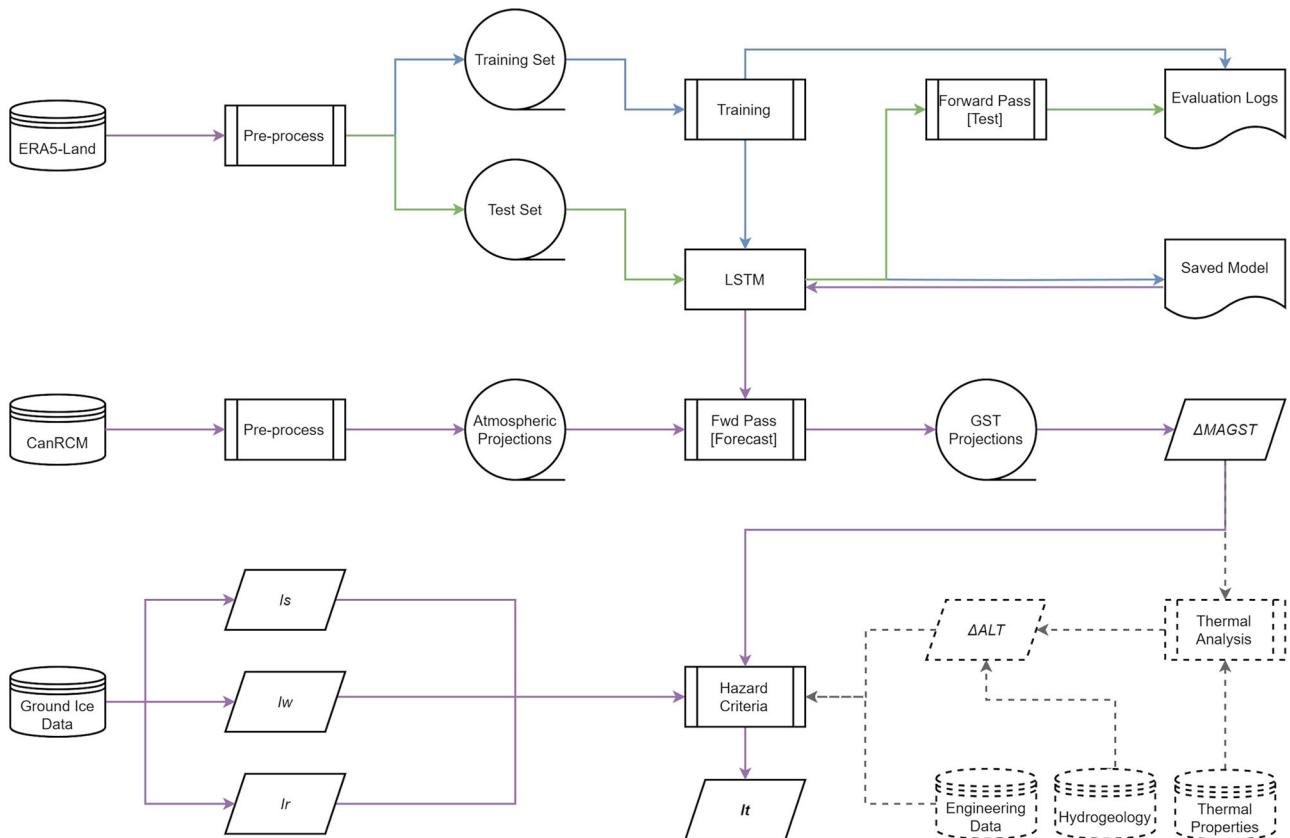 Training Set
ERA5-Land
Pre-process
Training
Forward Pass
[Test]
Evaluation Logs
Test Set
LSTM
Saved Model
CanRCM
Pre-process
Atmospheric
Projections
Fwd Pass
[Forecast]
GST
Projections
ΔMAGST
Is
Ground Ice
Data
Iw
Ir
Hazard
Criteria
It
ΔALT
Thermal
Analysis
Engineering
Data
Hydrogeology
Thermal
Properties